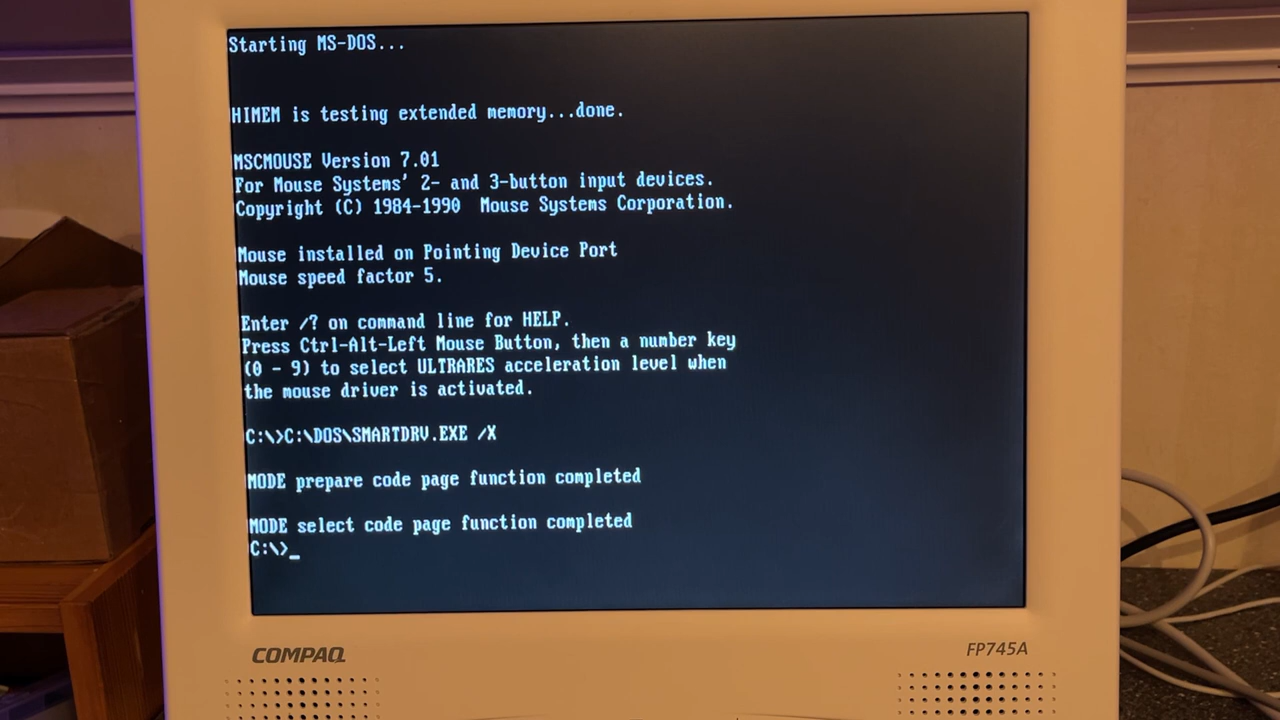 Starting MS-DOS...
HIMEM is testing extended memory...done.
MSCMOUSE Version 7.01
For Mouse Systems' 2- and 3-button input devices.
Copyright (C) 1984-1990  Mouse Systems Corporation.
Mouse installed on Pointing Device Port
Mouse speed factor 5.
Enter /? on command line for HELP.
Press Ctrl-Alt-Left Mouse Button, then a number key
(0 - 9) to select ULTRARES acceleration level when
the mouse driver is activated.
C:\>C:\DOS\SMARTDRV.EXE /X
MODE prepare code page function completed
MODE select code page function completed
C:\>_
COMPAQ
FP745A